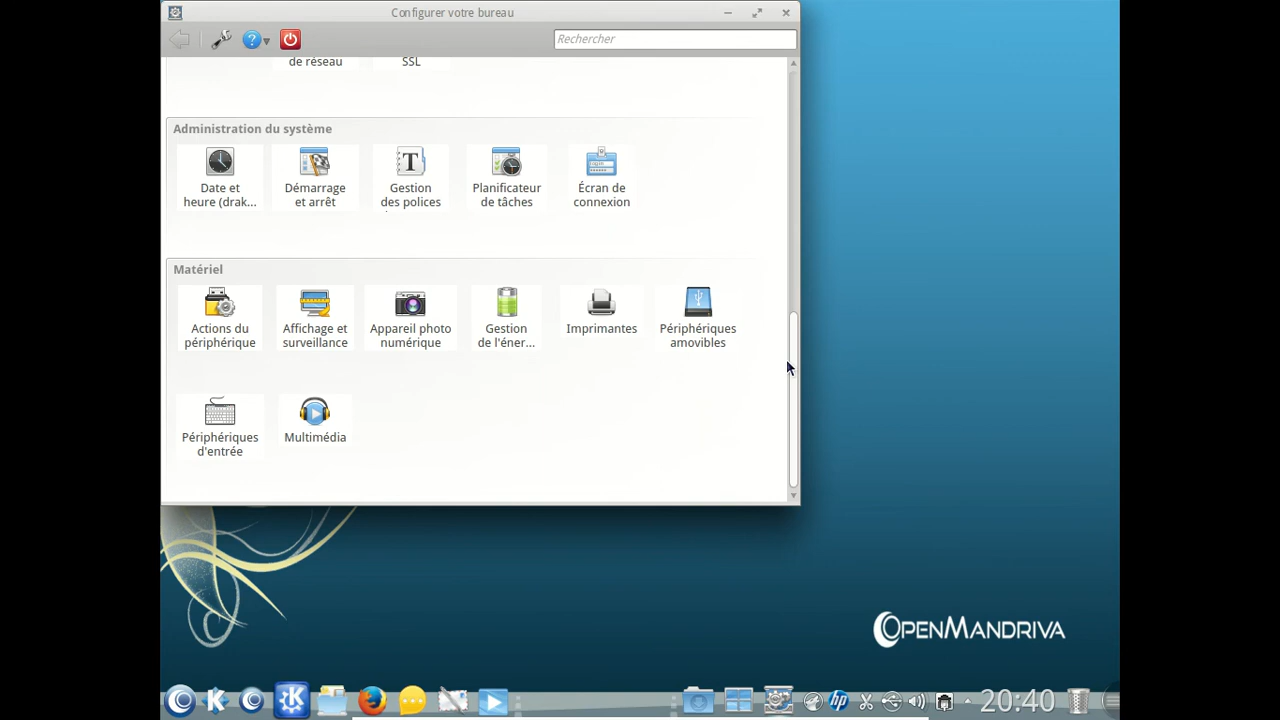 Configurer votre bureau
Rechercher
de réseau
SSL
Administration du système
Date et
heure (drak...
Démarrage
et arrêt
Gestion
des polices
Planificateur
de tâches
Écran de
connexion
Matériel
Actions du
périphérique
Affichage et
surveillance
Appareil photo
numérique
Gestion
de l'éner...
Imprimantes
Périphériques
amovibles
Périphériques
d'entrée
Multimédia
OpenMandriva
20:40